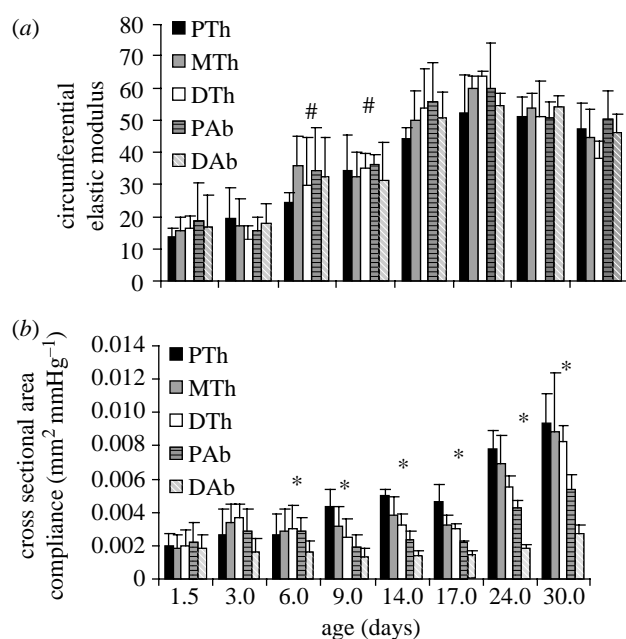 (a)
80
70
60
50
40
30
20
10
0
circumferential
elastic modulus
PTh
MTh
DTh
PAb
DAb
#
#
(b)
0.014
0.012
0.010
0.008
0.006
0.004
0.002
0
cross sectional area
compliance (mm² mmHg⁻¹)
PTh
MTh
DTh
PAb
DAb
* * * * * *
1.5 3.0 6.0 9.0 14.0 17.0 24.0 30.0
age (days)